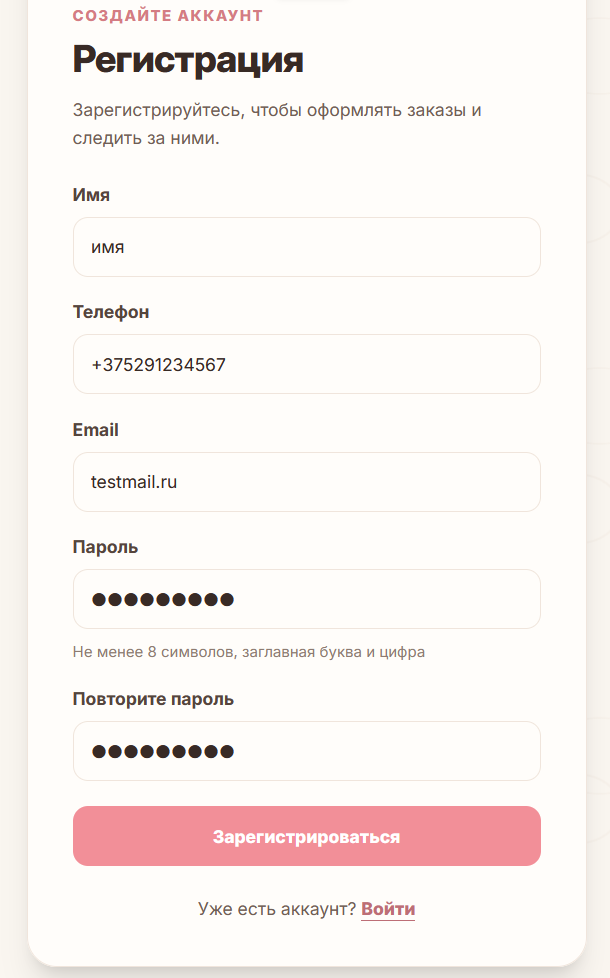 СОЗДАЙТЕ АККАУНТ
Регистрация
Зарегистрируйтесь, чтобы оформлять заказы и
следить за ними.
Имя
имя
Телефон
+375291234567
Email
testmail.ru
Пароль
●●●●●●●●●
Не менее 8 символов, заглавная буква и цифра
Повторите пароль
●●●●●●●●●
Зарегистрироваться
Уже есть аккаунт? Войти